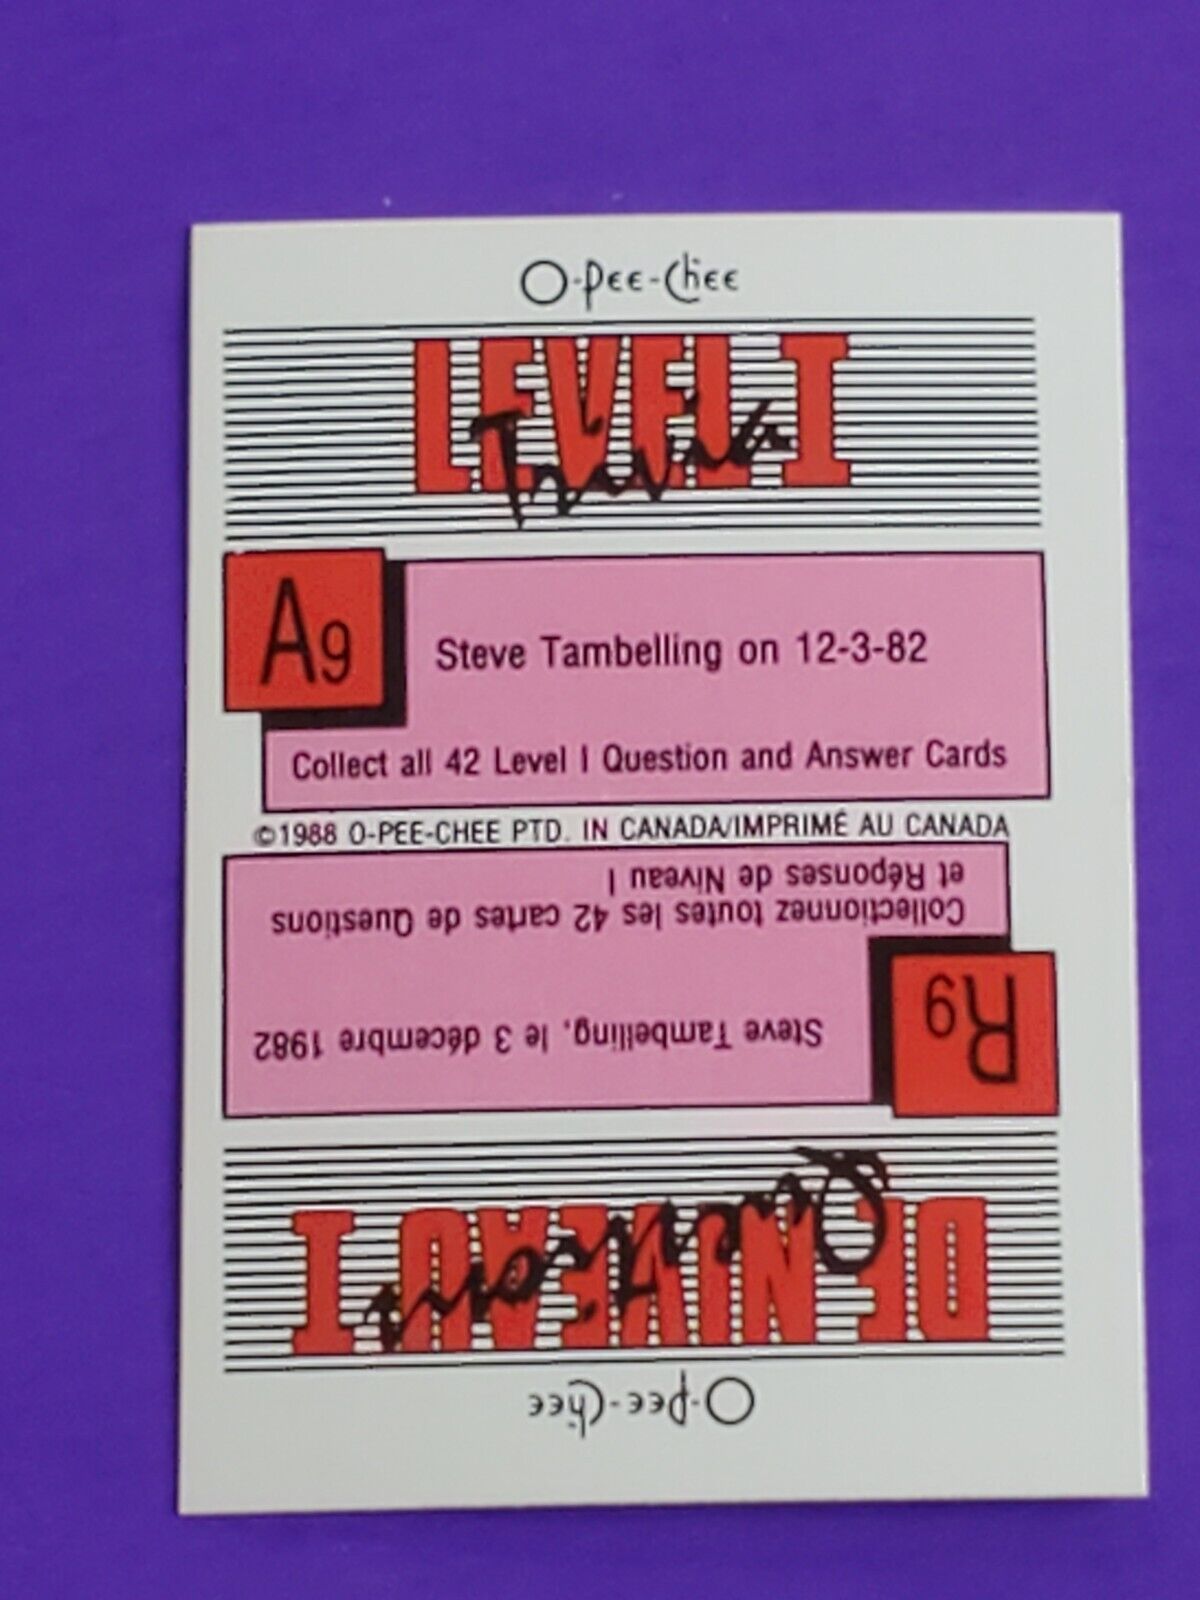 O-Pee-Chee
LEVEL I
Trivia
A9
Steve Tambelling on 12-3-82
Collect all 42 Level I Question and Answer Cards
©1988 O-PEE-CHEE PTD. IN CANADA/IMPRIMÉ AU CANADA
O-Pee-Chee
DE NIVEAU I
Question
R9
Steve Tambelling, le 3 décembre 1982
Collectionnez toutes les 42 cartes de Questions
et Réponses de Niveau I